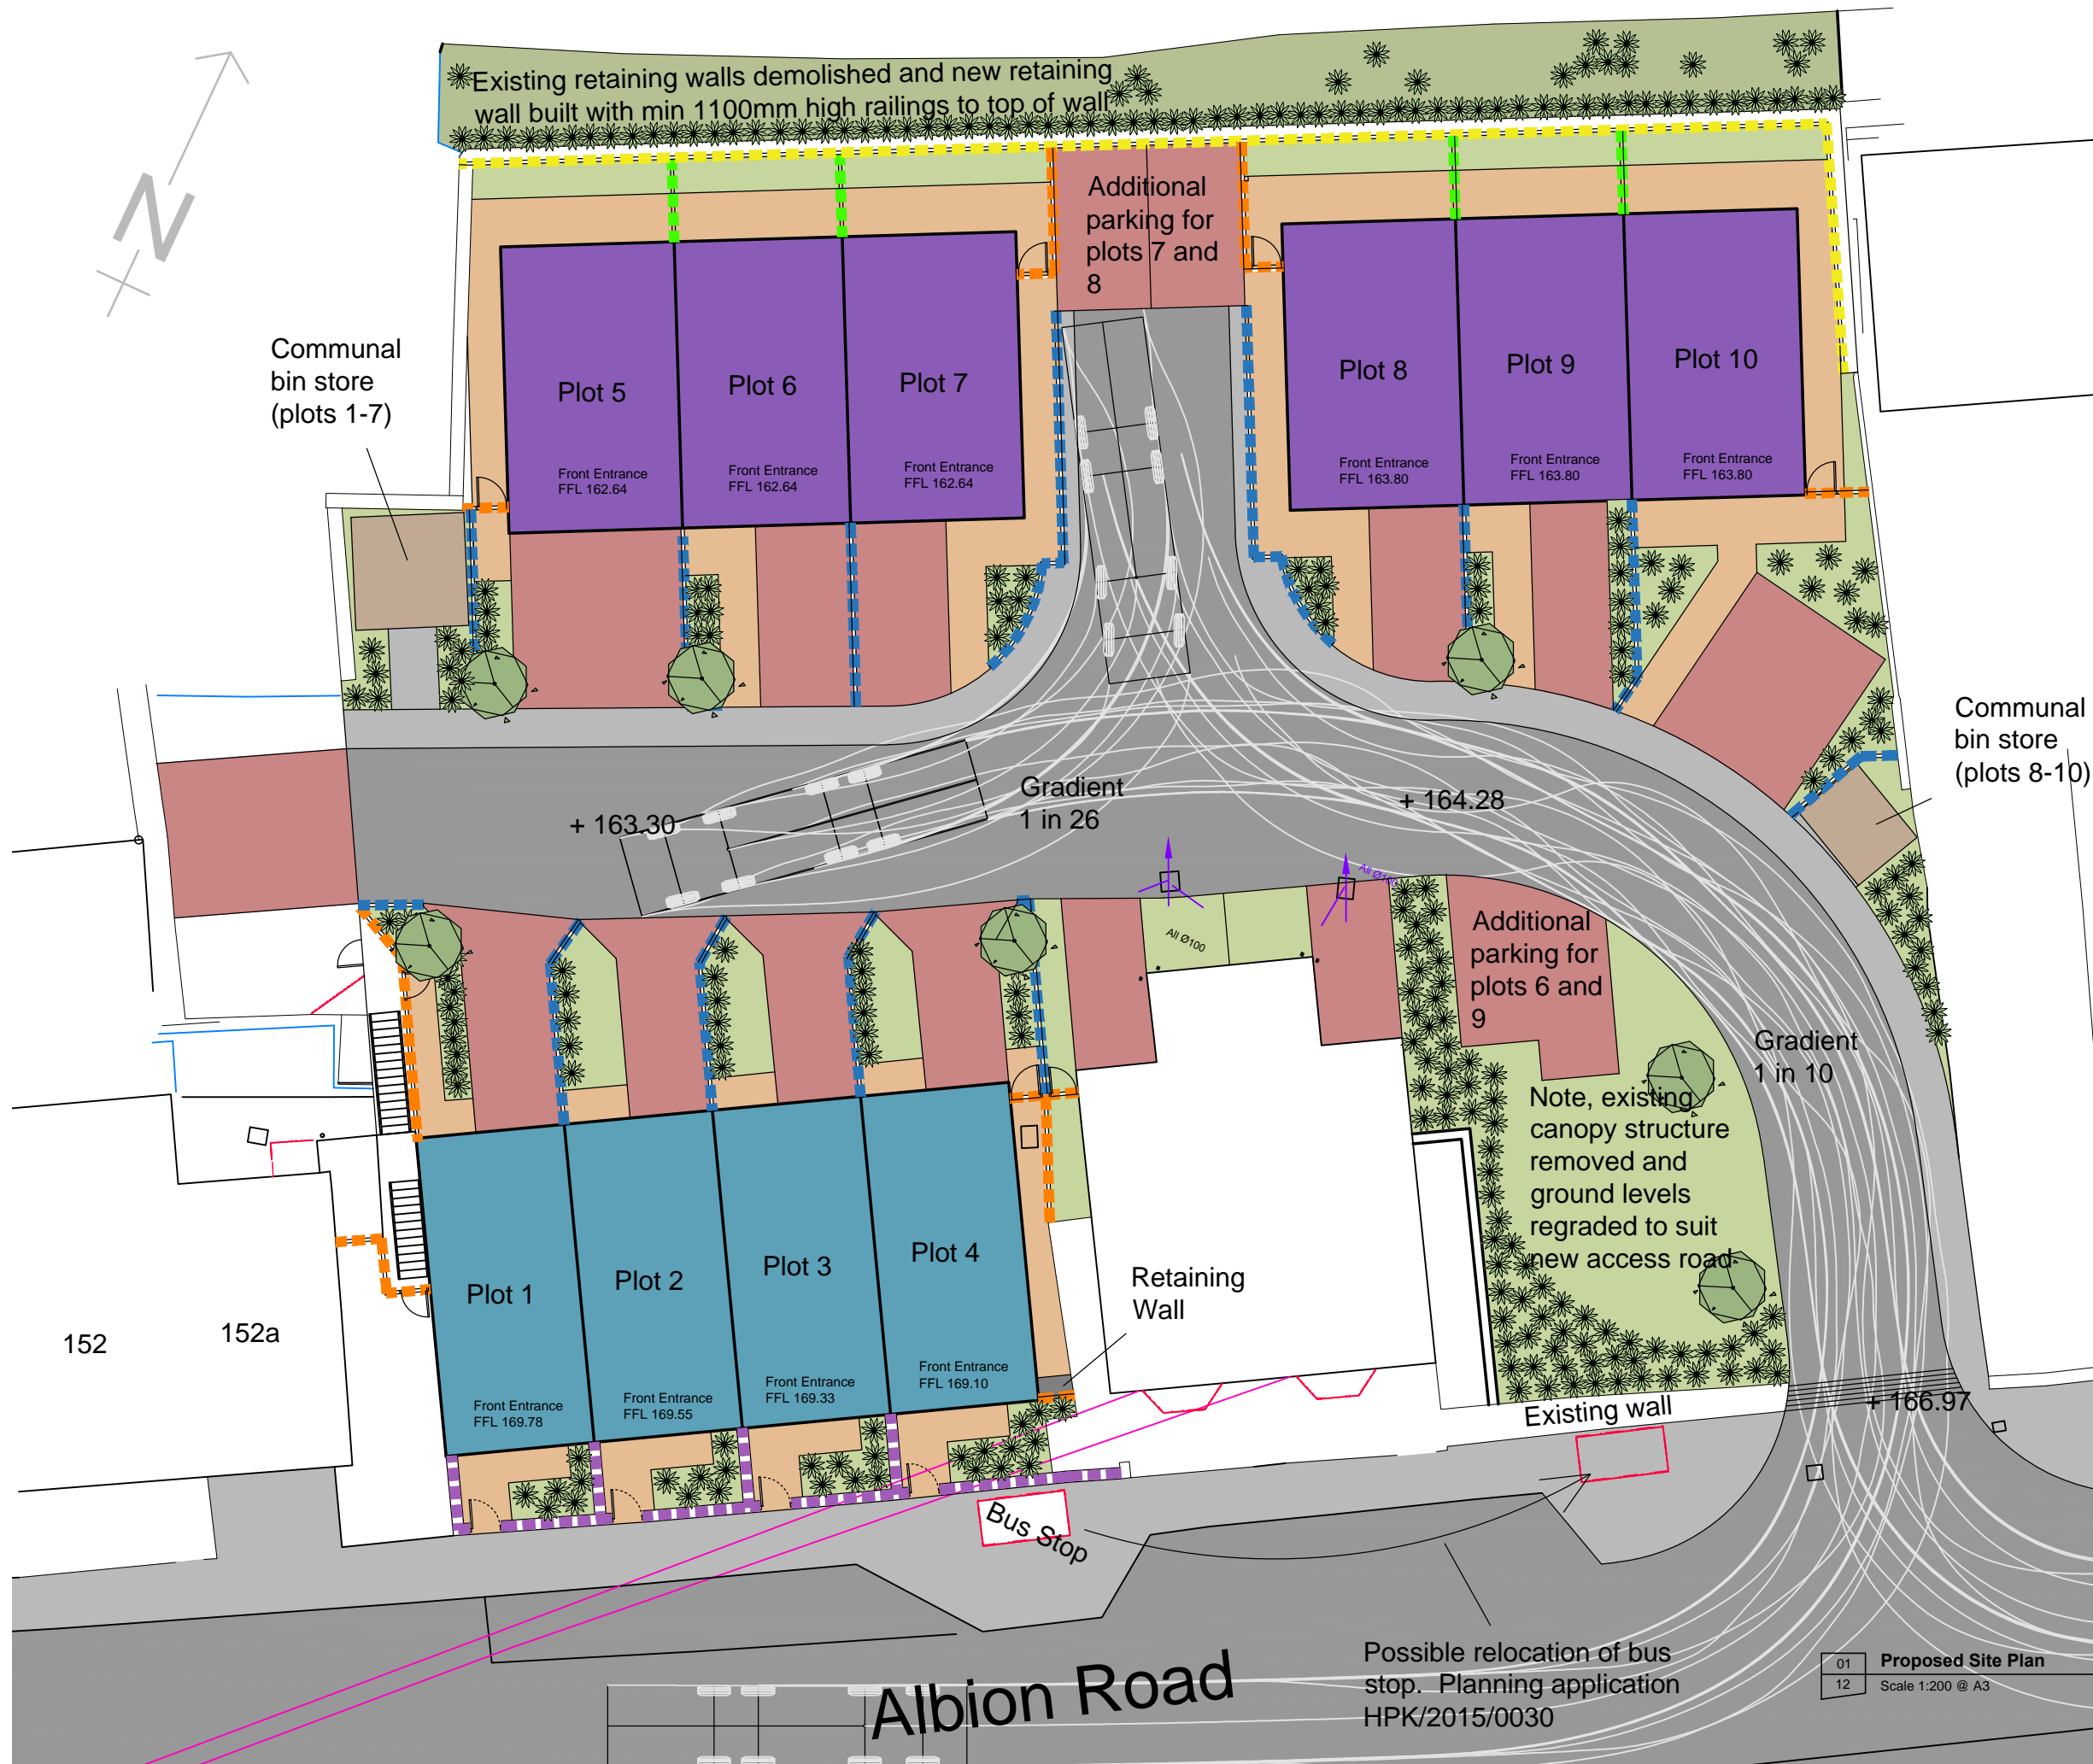 Existing retaining walls demolished and new retaining
wall built with min 1100mm high railings to top of wall
N
Additional
parking for
plots 7 and
8
Communal
bin store
(plots 1-7)
Plot 5
Front Entrance
FFL 162.64
Plot 6
Front Entrance
FFL 162.64
Plot 7
Front Entrance
FFL 162.64
Plot 8
Front Entrance
FFL 163.80
Plot 9
Front Entrance
FFL 163.80
Plot 10
Front Entrance
FFL 163.80
Communal
bin store
(plots 8-10)
Gradient
1 in 26
+ 163.30
+ 164.28
All Ø100
Additional
parking for
plots 6 and
9
Gradient
1 in 10
Note, existing
canopy structure
removed and
ground levels
regraded to suit
new access road
Plot 1
Front Entrance
FFL 169.78
Plot 2
Front Entrance
FFL 169.55
Plot 3
Front Entrance
FFL 169.33
Plot 4
Front Entrance
FFL 169.10
Retaining
Wall
152
152a
Existing wall
+ 166.97
Bus Stop
Albion Road
Possible relocation of bus
stop. Planning application
HPK/2015/0030
01
12
Proposed Site Plan
Scale 1:200 @ A3